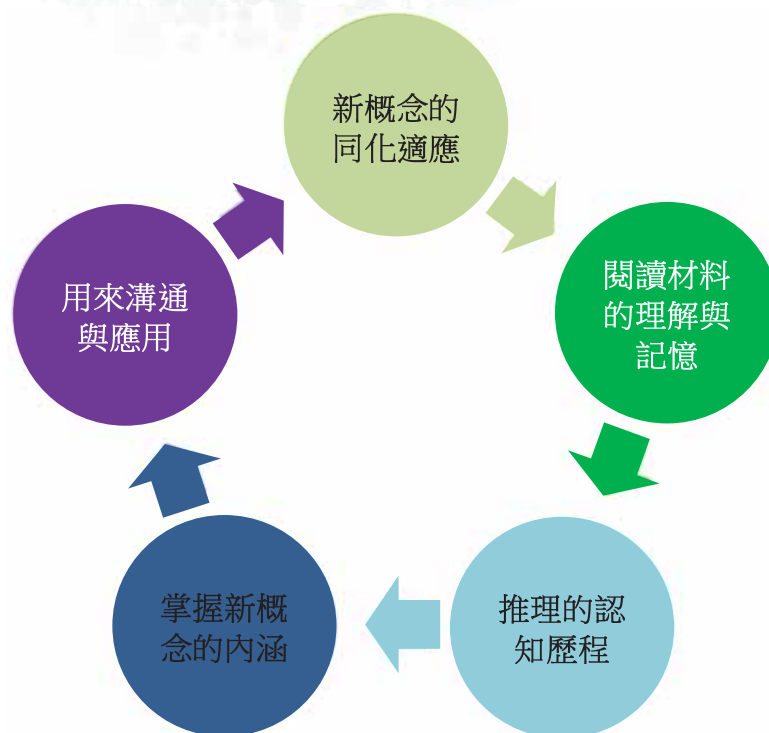 新概念的
同化適應
閱讀材料
的理解與
記憶
推理的認
知歷程
掌握新概
念的內涵
用來溝通
與應用